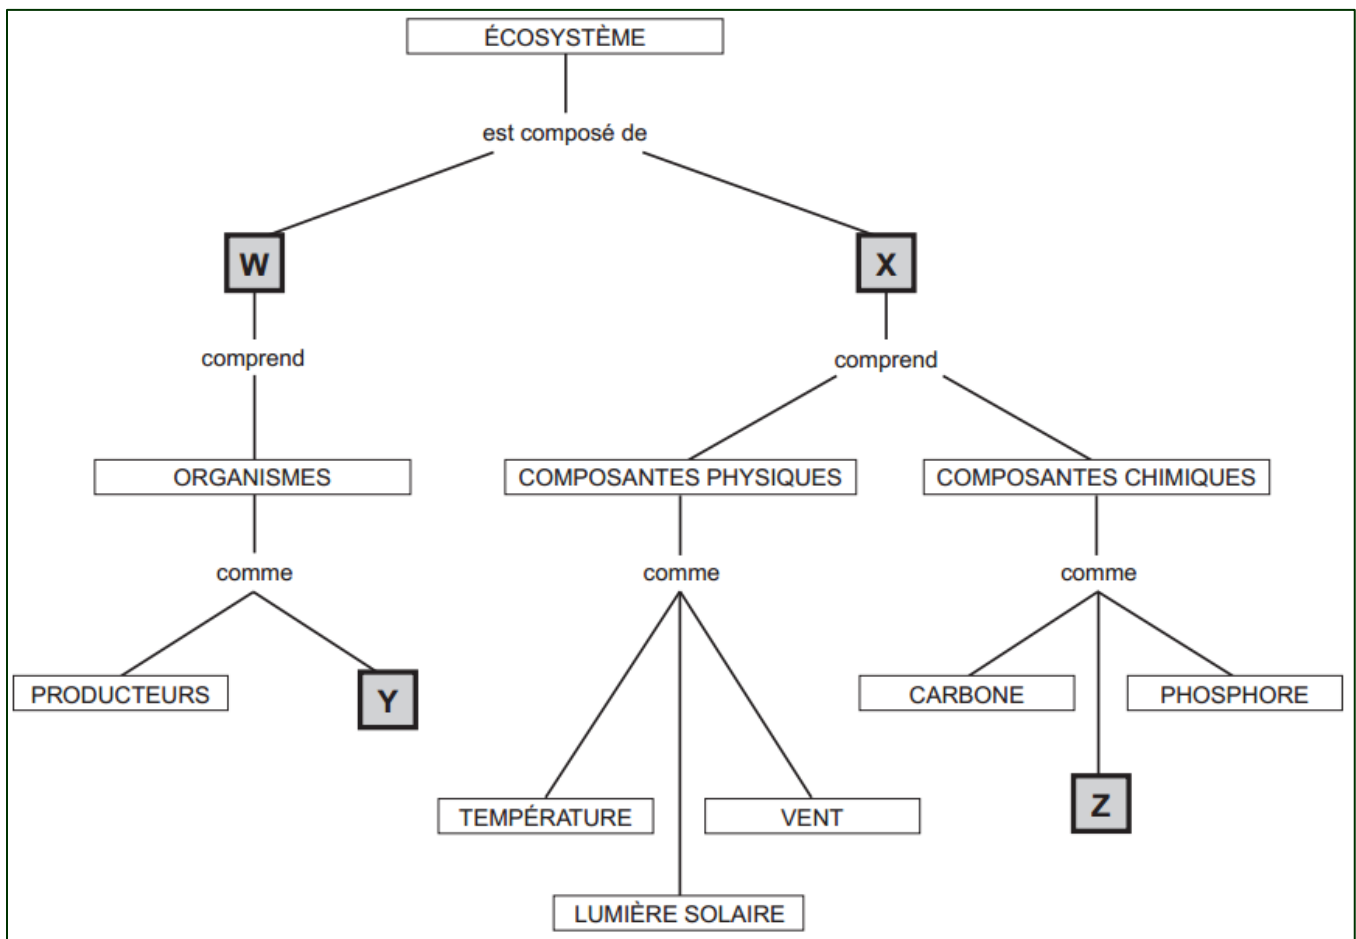 ÉCOSYSTÈME
est composé de
W
X
comprend
comprend
ORGANISMES
COMPOSANTES PHYSIQUES
COMPOSANTES CHIMIQUES
comme
comme
comme
PRODUCTEURS
Y
CARBONE
PHOSPHORE
TEMPÉRATURE
VENT
Z
LUMIÈRE SOLAIRE